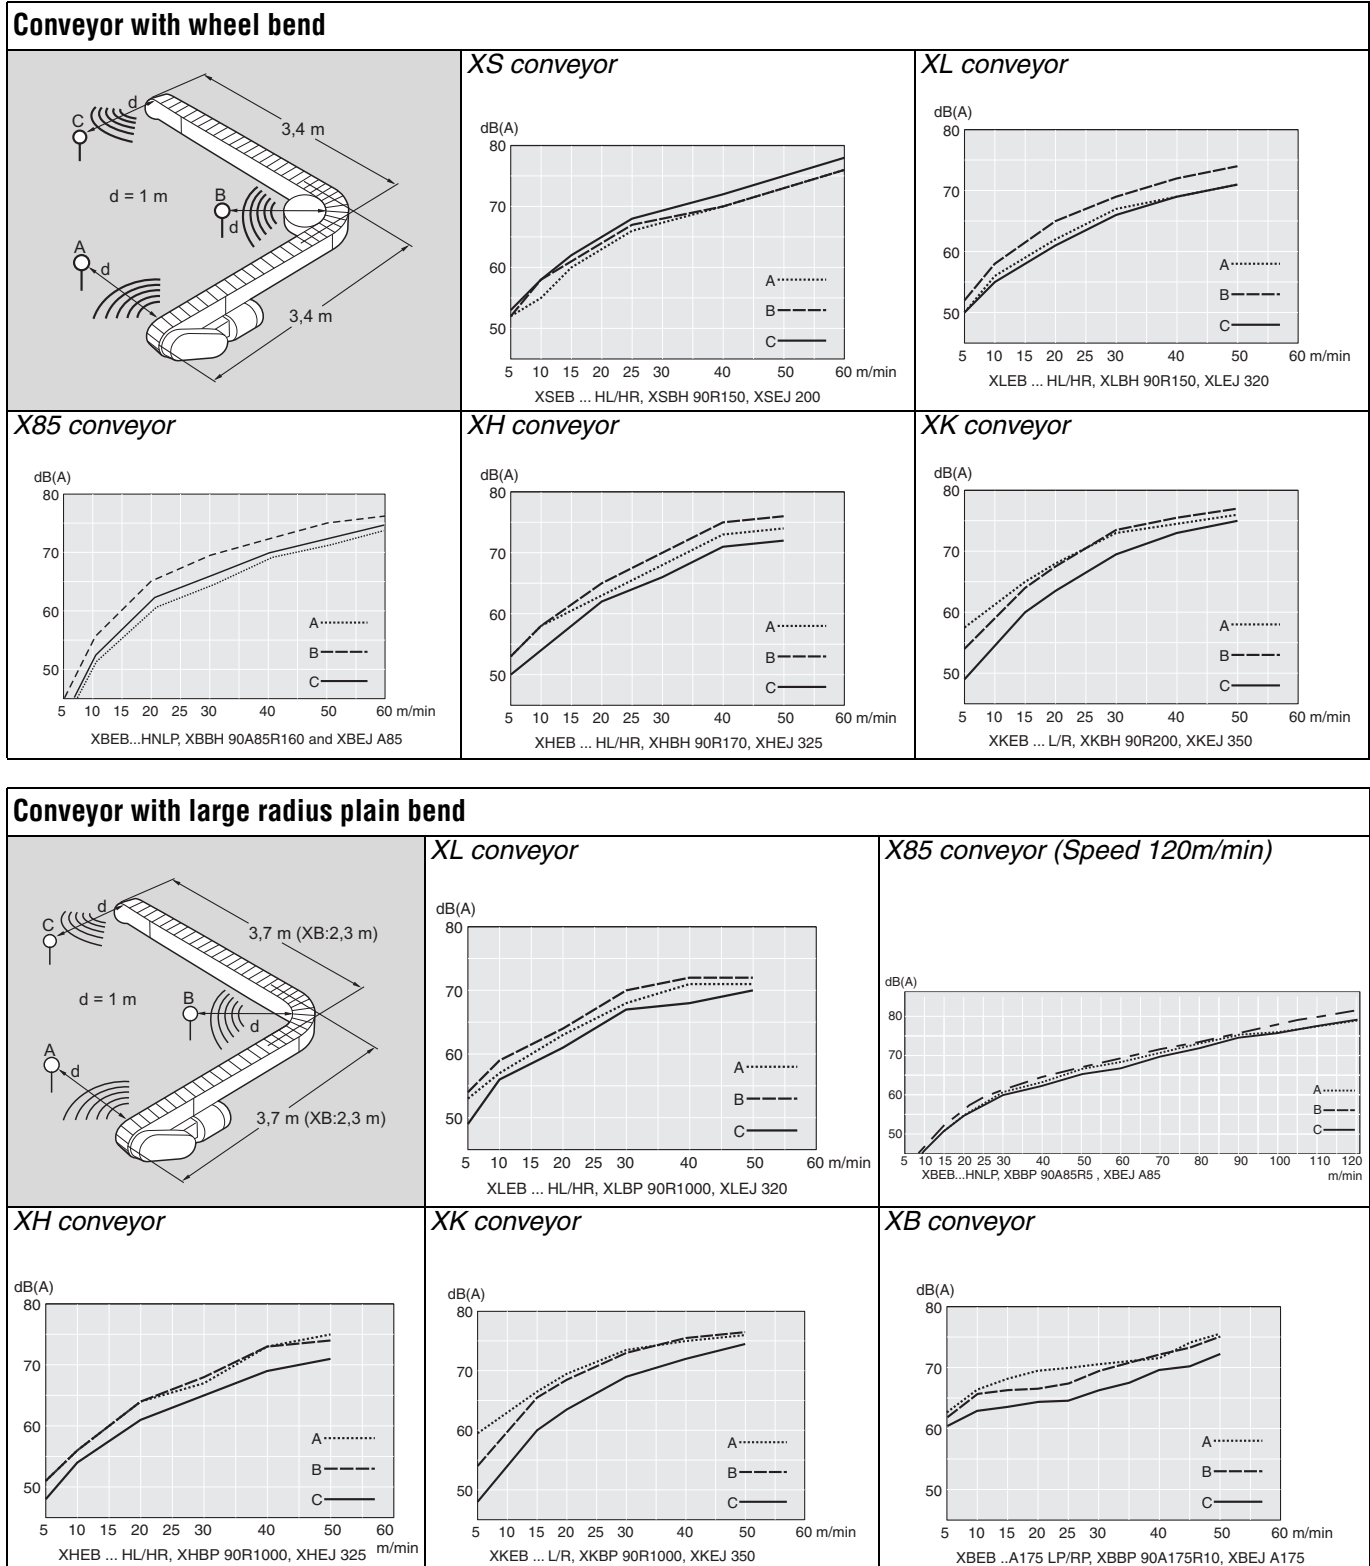 Conveyor with wheel bend
C
d
3,4 m
d = 1 m
B
d
A
d
3,4 m
XS conveyor
dB(A)
80
70
60
50
A
B
C
5 10 15 20 25 30 40 50 60 m/min
XSEB ... HL/HR, XSBH 90R150, XSEJ 200
XL conveyor
dB(A)
80
70
60
50
A
B
C
5 10 15 20 25 30 40 50 60 m/min
XLEB ... HL/HR, XLBH 90R150, XLEJ 320
X85 conveyor
dB(A)
80
70
60
50
A
B
C
5 10 15 20 25 30 40 50 60 m/min
XBEB...HNLP, XBBH 90A85R160 and XBEJ A85
XH conveyor
dB(A)
80
70
60
50
A
B
C
5 10 15 20 25 30 40 50 60 m/min
XHEB ... HL/HR, XHBH 90R170, XHEJ 325
XK conveyor
dB(A)
80
70
60
50
A
B
C
5 10 15 20 25 30 40 50 60 m/min
XKEB ... L/R, XKBH 90R200, XKEJ 350
Conveyor with large radius plain bend
C
d
3,7 m (XB:2,3 m)
d = 1 m
B
d
A
d
3,7 m (XB:2,3 m)
XL conveyor
dB(A)
80
70
60
50
A
B
C
5 10 15 20 25 30 40 50 60 m/min
XLEB ... HL/HR, XLBP 90R1000, XLEJ 320
X85 conveyor (Speed 120m/min)
dB(A)
80
70
60
50
A
B
C
5 10 15 20 25 30 40 50 60 70 80 90 100 110 120
m/min
XBEB...HNLP, XBBP 90A85R5 , XBEJ A85
XH conveyor
dB(A)
80
70
60
50
A
B
C
5 10 15 20 25 30 40 50 60
m/min
XHEB ... HL/HR, XHBP 90R1000, XHEJ 325
XK conveyor
dB(A)
80
70
60
50
A
B
C
5 10 15 20 25 30 40 50 60 m/min
XKEB ... L/R, XKBP 90R1000, XKEJ 350
XB conveyor
dB(A)
80
70
60
50
A
B
C
5 10 15 20 25 30 40 50 60 m/min
XBEB ..A175 LP/RP, XBBP 90A175R10, XBEJ A175